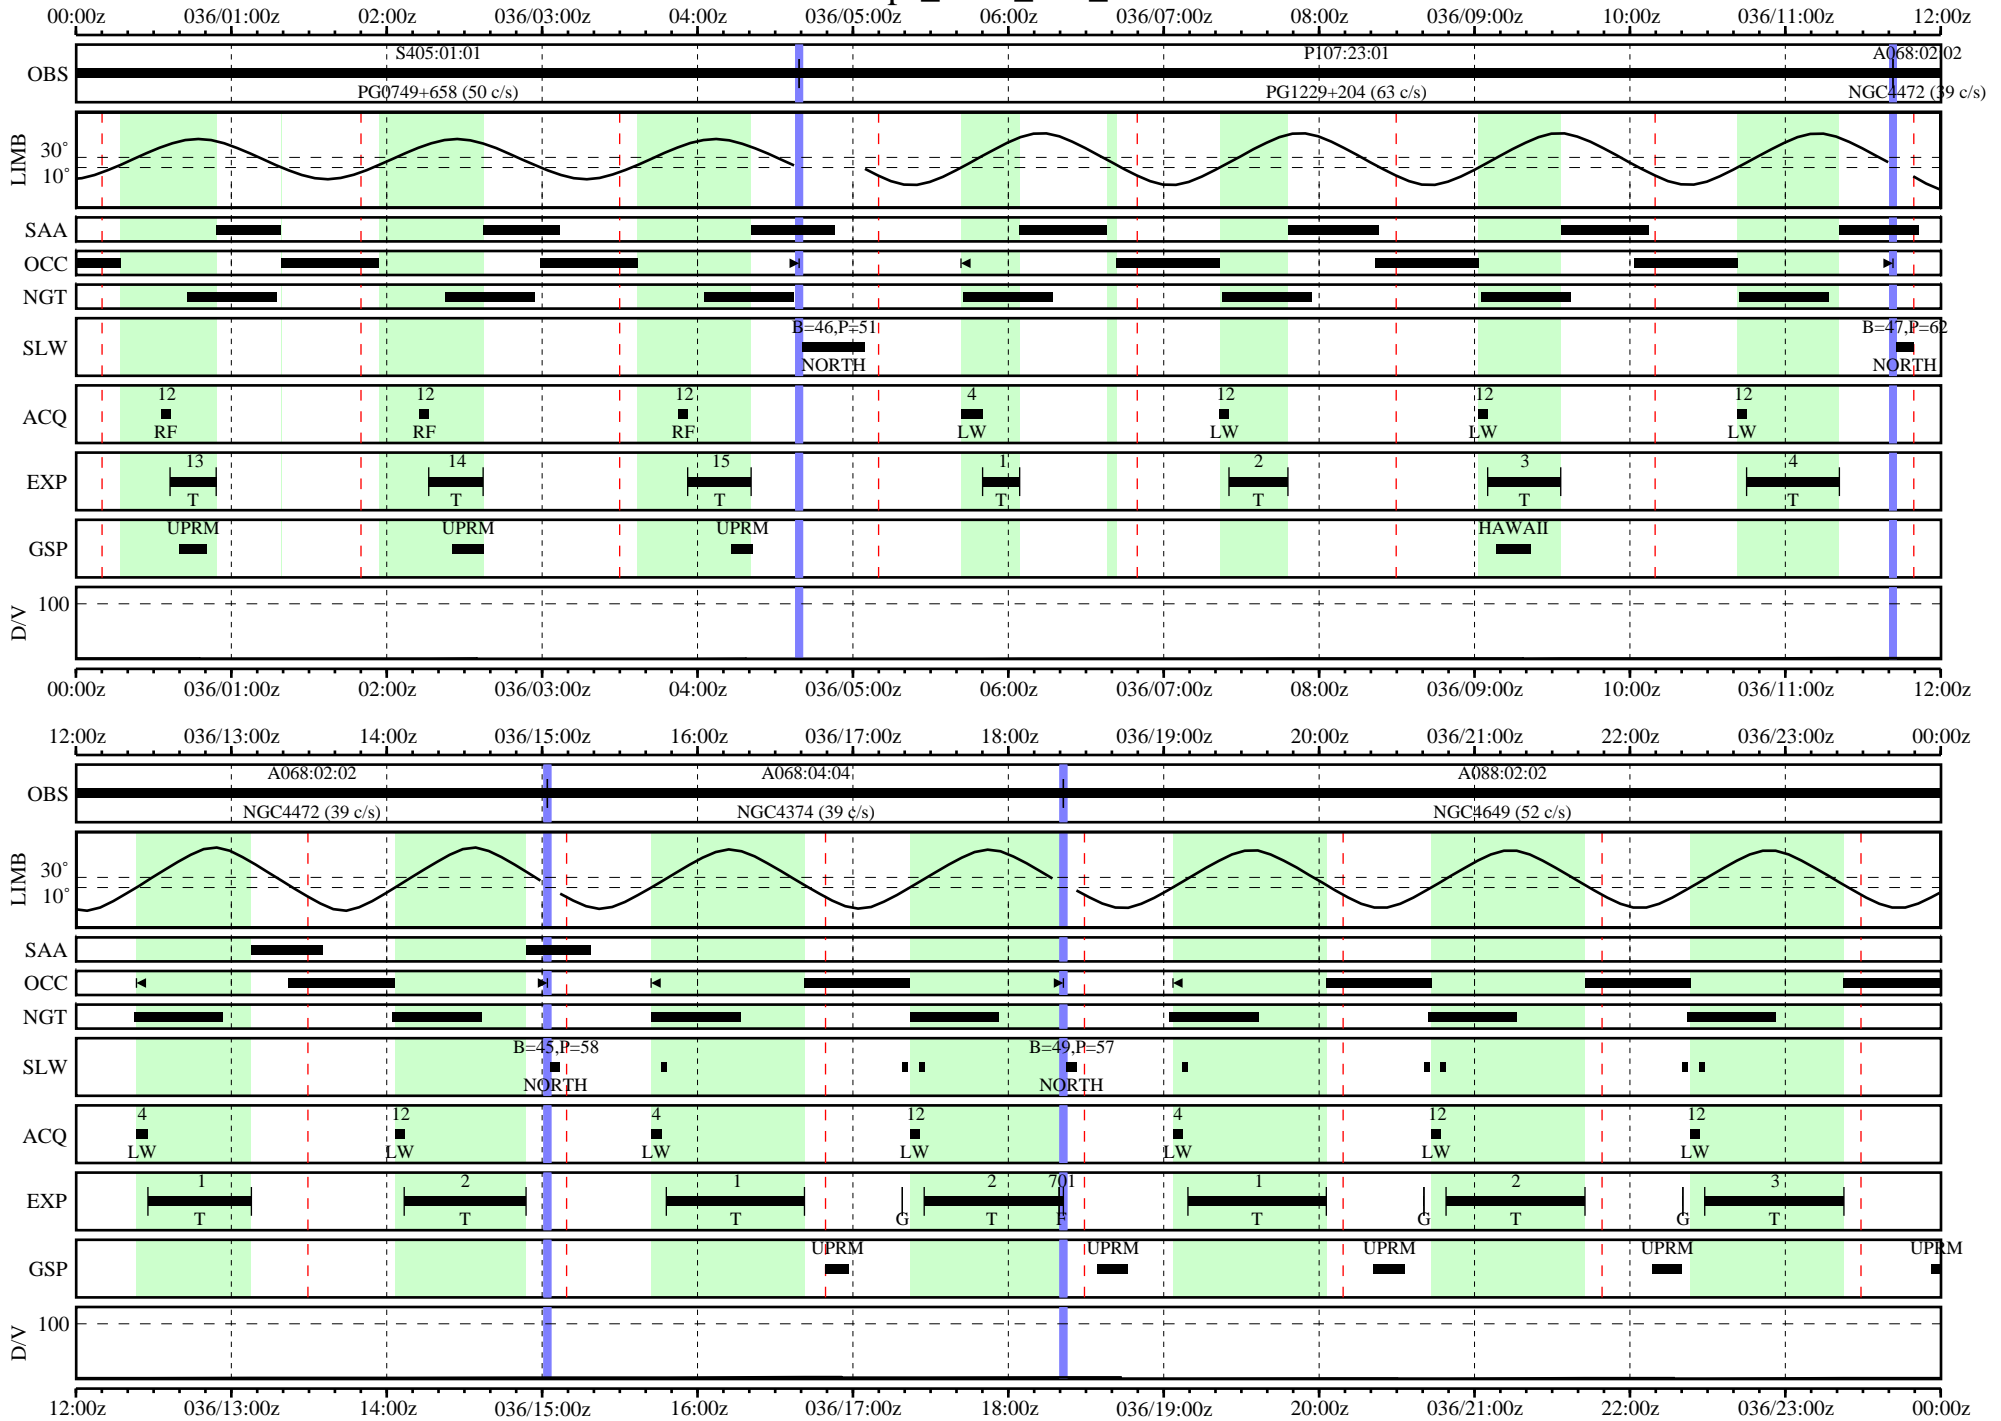 00:00z 036/01:00z 02:00z 036/03:00z 04:00z 036/05:00z 06:00z 036/07:00z 08:00z 036/09:00z 10:00z 036/11:00z 12:00z
S405:01:01 P107:23:01 A068:02:02
OBS
PG0749+658 (50 c/s) PG1229+204 (63 c/s) NGC4472 (39 c/s)
LIMB 30° 10°
SAA
OCC
NGT
B=46,P=51 B=47,P=62
SLW
NORTH NORTH
12 12 12 4 12 12 12
ACQ
RF RF RF LW LW LW LW
13 14 15 1 2 3 4
EXP
T T T T T T T
UPRM UPRM UPRM HAWAII
GSP
D/V 100
00:00z 036/01:00z 02:00z 036/03:00z 04:00z 036/05:00z 06:00z 036/07:00z 08:00z 036/09:00z 10:00z 036/11:00z 12:00z
12:00z 036/13:00z 14:00z 036/15:00z 16:00z 036/17:00z 18:00z 036/19:00z 20:00z 036/21:00z 22:00z 036/23:00z 00:00z
A068:02:02 A068:04:04 A088:02:02
OBS
NGC4472 (39 c/s) NGC4374 (39 c/s) NGC4649 (52 c/s)
LIMB 30° 10°
SAA
OCC
NGT
B=45,P=58 B=49,P=57
SLW
NORTH NORTH
4 12 4 12 4 12 12
ACQ
LW LW LW LW LW LW LW
1 2 1 2 701 1 2 3
EXP
T T T G T F T G T G T
UPRM UPRM UPRM UPRM UPRM
GSP
D/V 100
12:00z 036/13:00z 14:00z 036/15:00z 16:00z 036/17:00z 18:00z 036/19:00z 20:00z 036/21:00z 22:00z 036/23:00z 00:00z